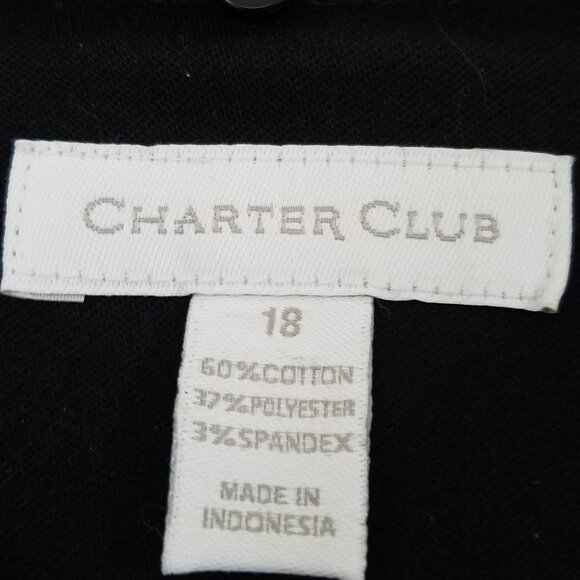 CHARTER CLUB
18
60%COTTON
37%POLYESTER
3%SPANDEX
MADE IN
INDONESIA